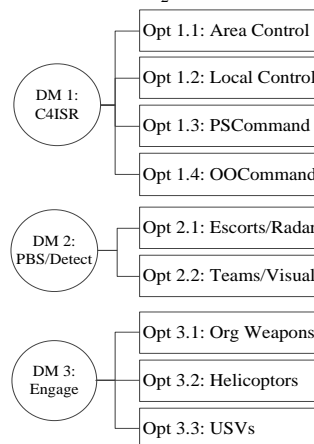 2
DM 1:
C4ISR
Opt 1.1: Area Control
Opt 1.2: Local Control
Opt 1.3: PSCommand
Opt 1.4: OOCommand
DM 2:
PBS/Detect
Opt 2.1: Escorts/Radar
Opt 2.2: Teams/Visual
DM 3:
Engage
Opt 3.1: Org Weapons
Opt 3.2: Helicoptors
Opt 3.3: USVs